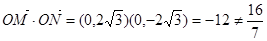 OM⃗ · ON⃗ = (0,2√3)(0,-2√3) = -12 ≠ 16/7